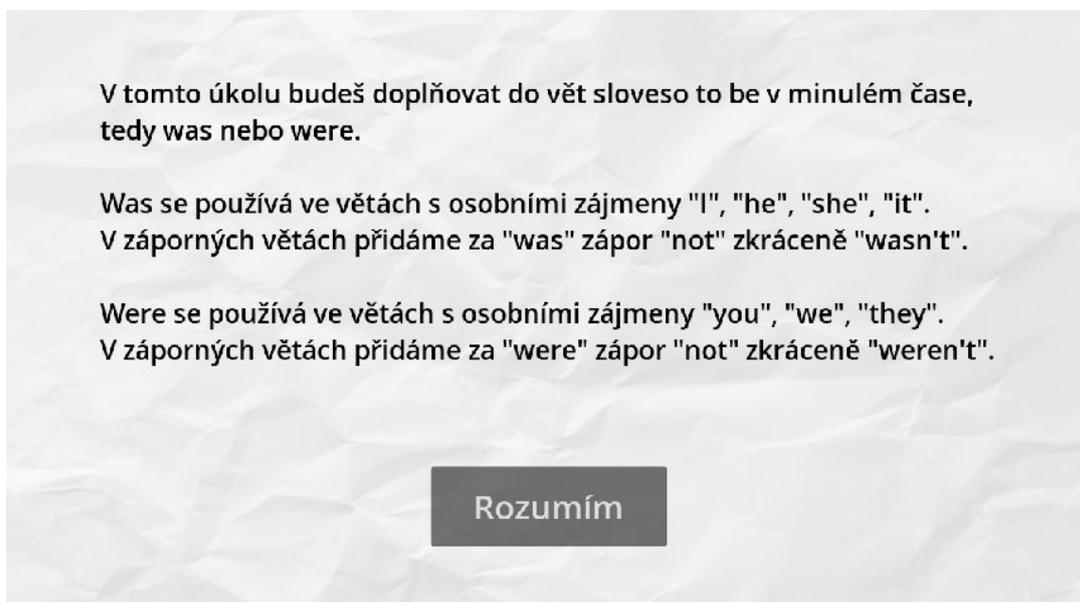 V tomto úkolu budeš doplňovat do vět sloveso to be v minulém čase,
tedy was nebo were.
Was se používá ve větách s osobními zájmeny "I", "he", "she", "it".
V záporných větách přidáme za "was" zápor "not" zkráceně "wasn't".
Were se používá ve větách s osobními zájmeny "you", "we", "they".
V záporných větách přidáme za "were" zápor "not" zkráceně "weren't".
Rozumím